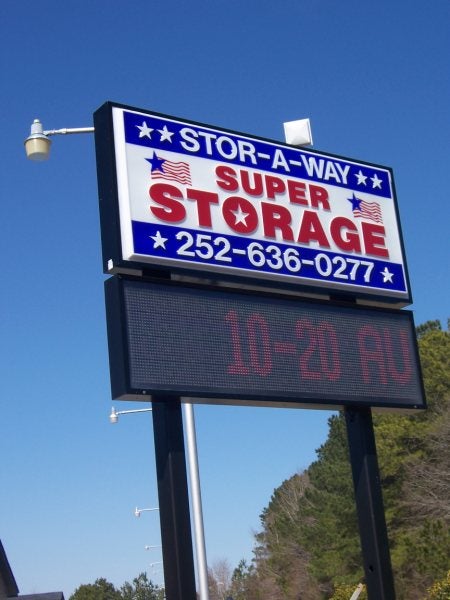 STOR-A-WAY
SUPER
STORAGE
252-636-0277
10-20 AU